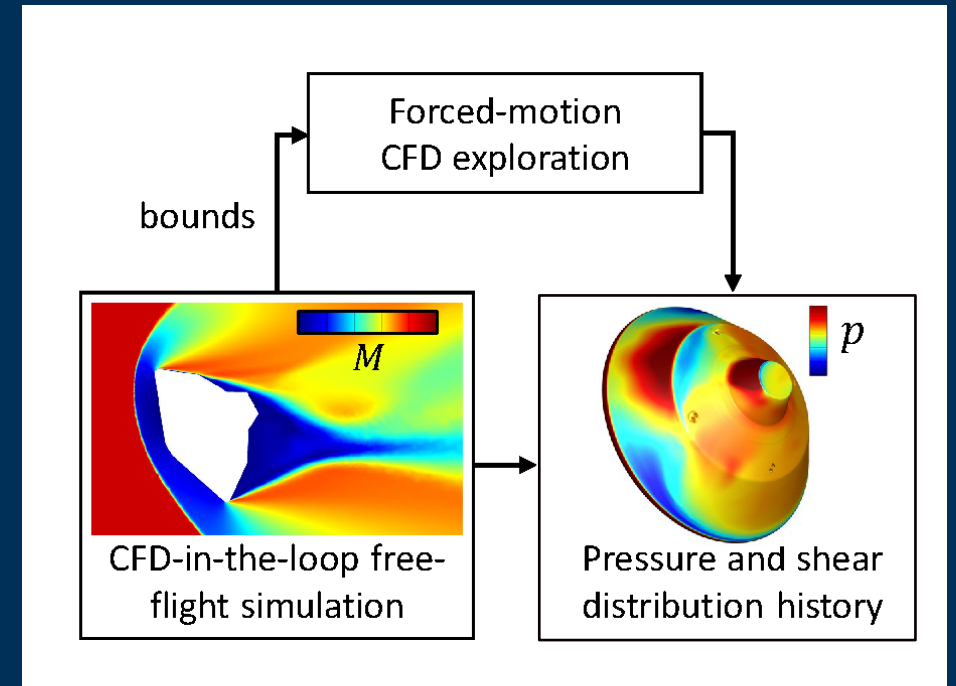 Forced-motion
CFD exploration
bounds
M
CFD-in-the-loop free-
flight simulation
p
Pressure and shear
distribution history